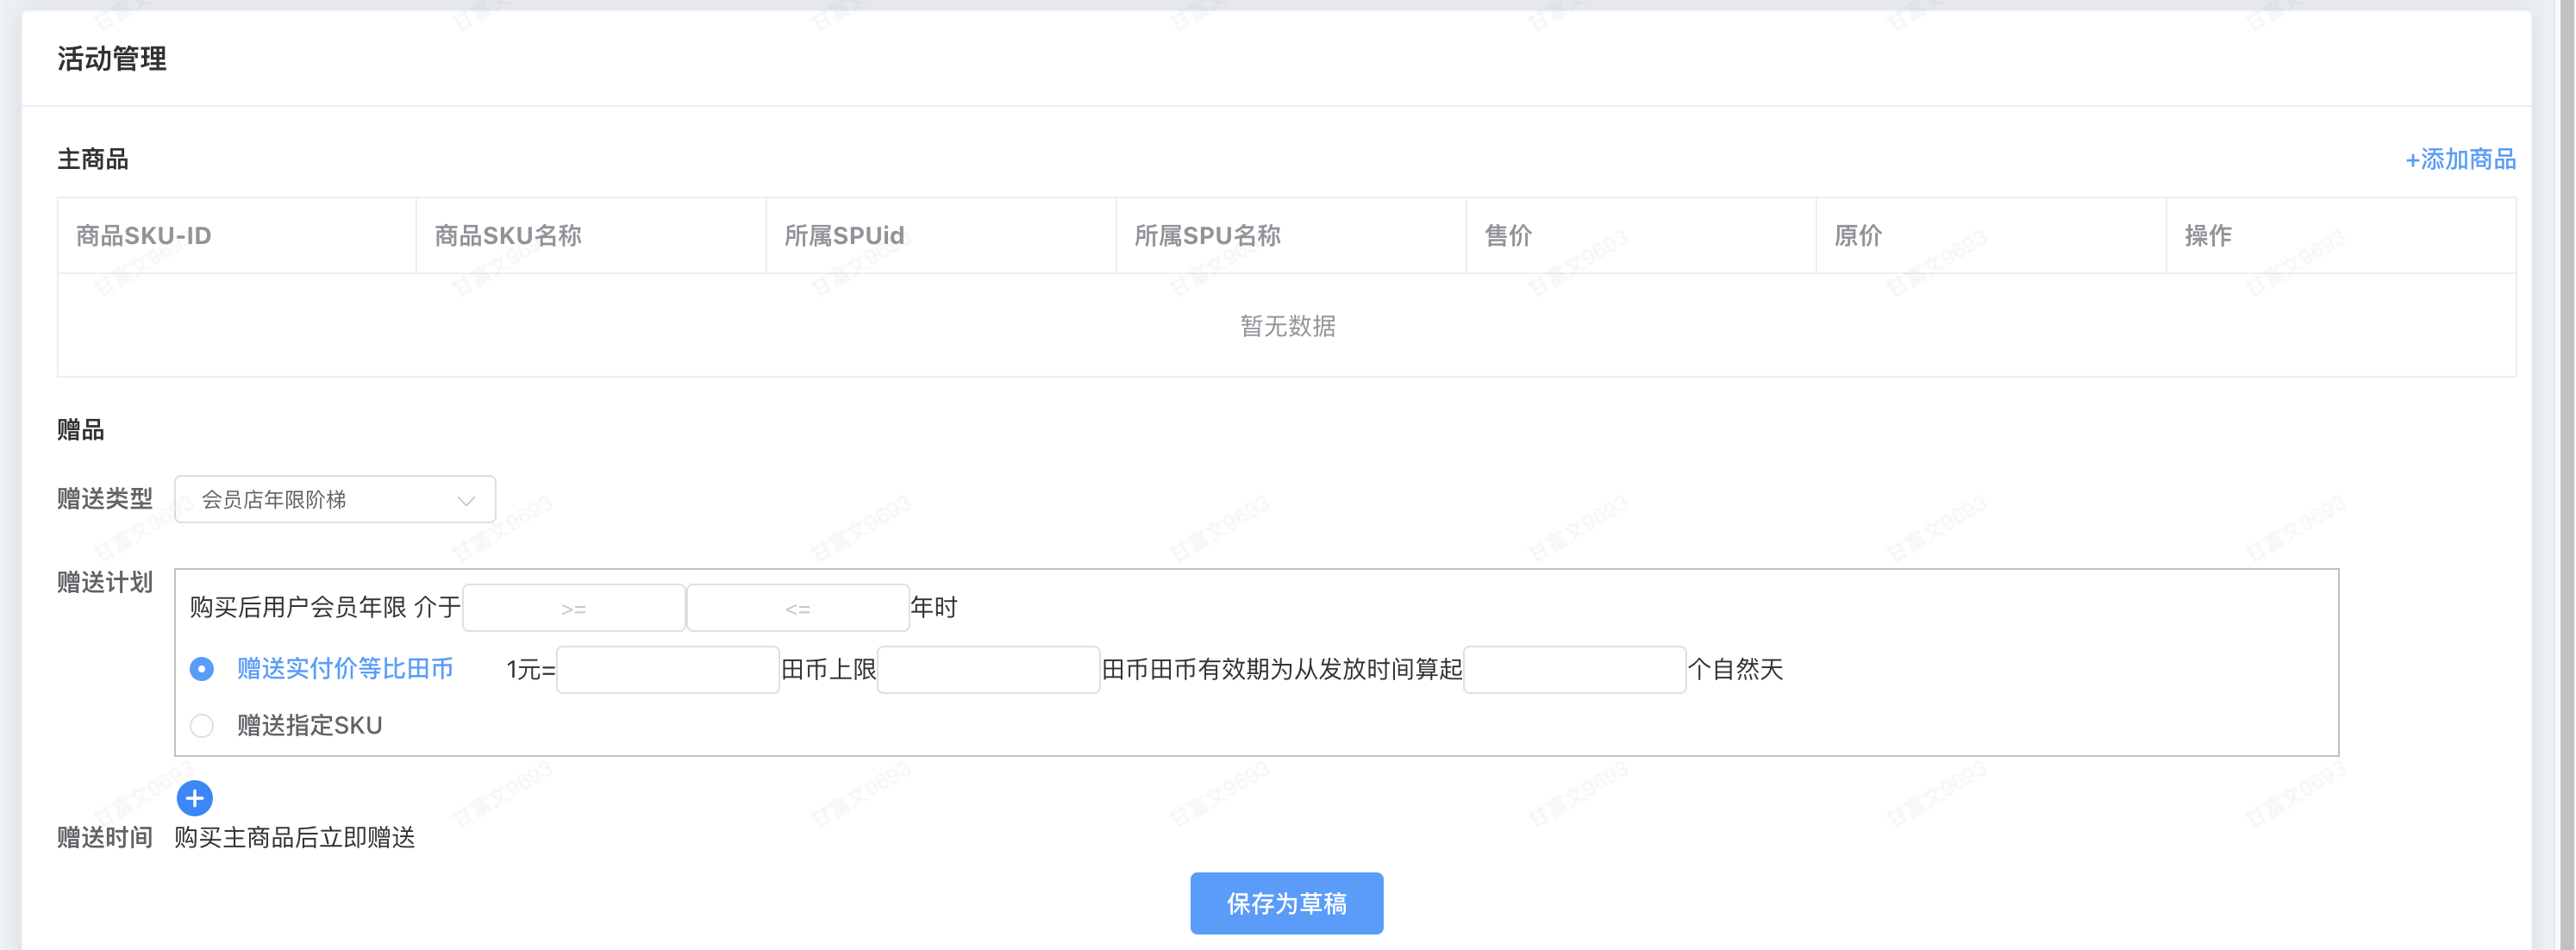 活动管理
主商品 +添加商品
商品SKU-ID 商品SKU名称 所属SPUid 所属SPU名称 售价 原价 操作
暂无数据
赠品
赠送类型 会员店年限阶梯
赠送计划 购买后用户会员年限 介于 >= <= 年时
赠送实付价等比田币 1元= 田币上限 田币田币有效期为从发放时间算起 个自然天
赠送指定SKU
赠送时间 购买主商品后立即赠送
保存为草稿
甘富文9693